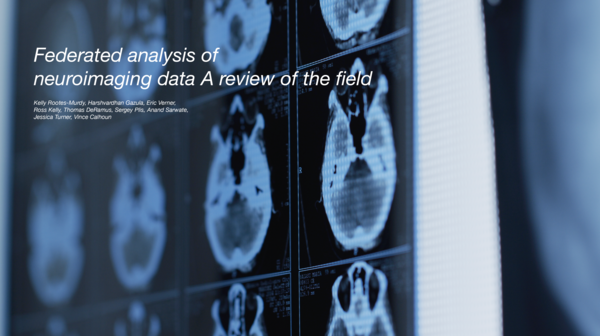 Federated analysis of
neuroimaging data A review of the field
Kelly Rootes-Murdy, Harshvardhan Gazula, Eric Verner,
Ross Kelly, Thomas DeRamus, Sergey Plis, Anand Sarwate,
Jessica Turner, Vince Calhoun